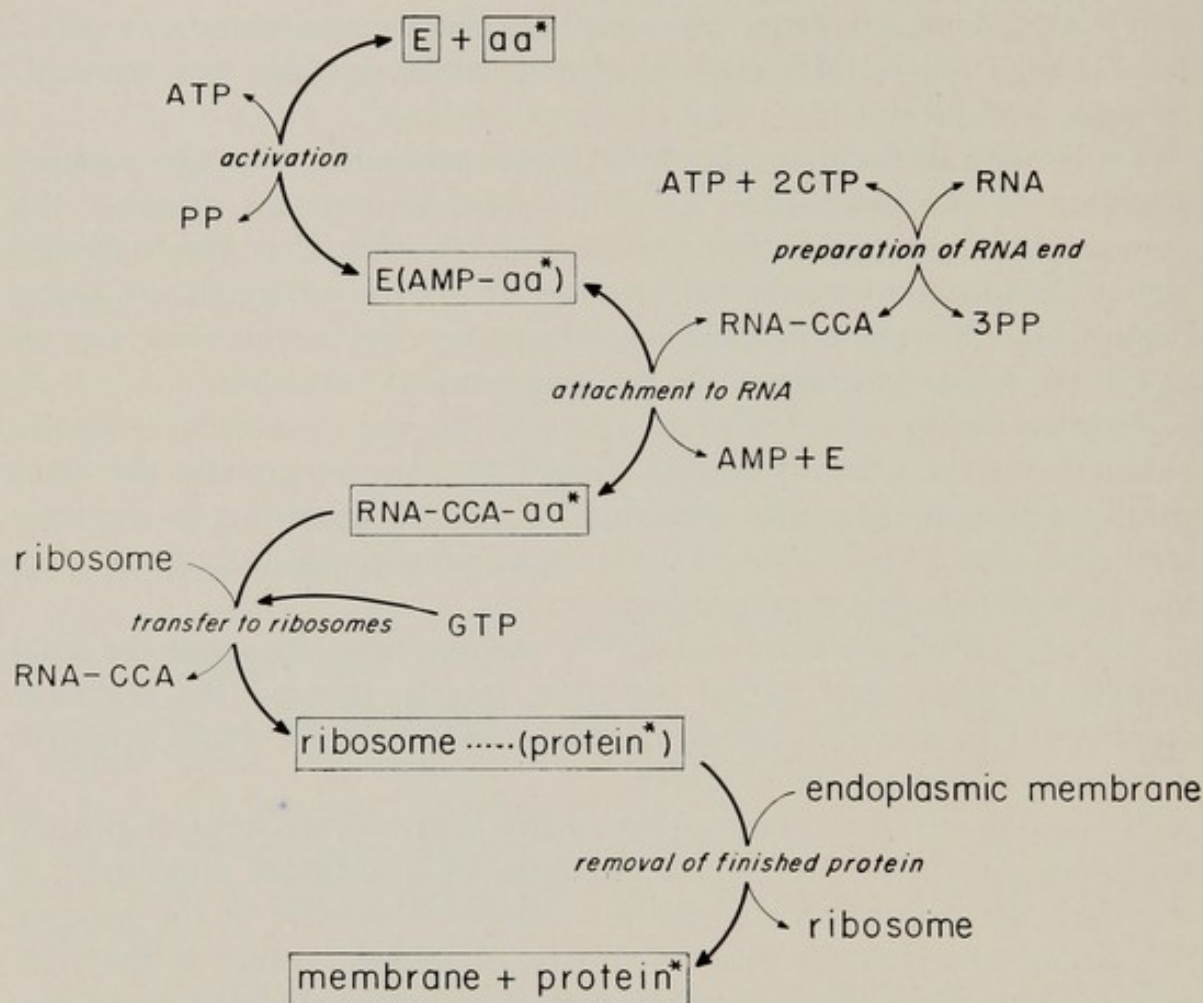 E + aa*
ATP
activation
PP
ATP + 2CTP RNA
preparation of RNA end
E(AMP-aa*)
RNA-CCA 3PP
attachment to RNA
AMP + E
RNA-CCA-aa*
ribosome
transfer to ribosomes GTP
RNA-CCA
ribosome .....(protein*)
endoplasmic membrane
removal of finished protein
ribosome
membrane + protein*